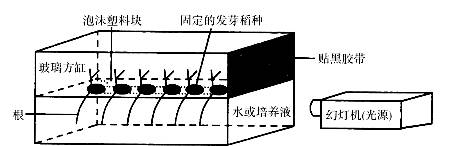 泡沫塑料块
固定的发芽稻种
玻璃方缸
贴黑胶带
根
水或培养液
幻灯机(光源)